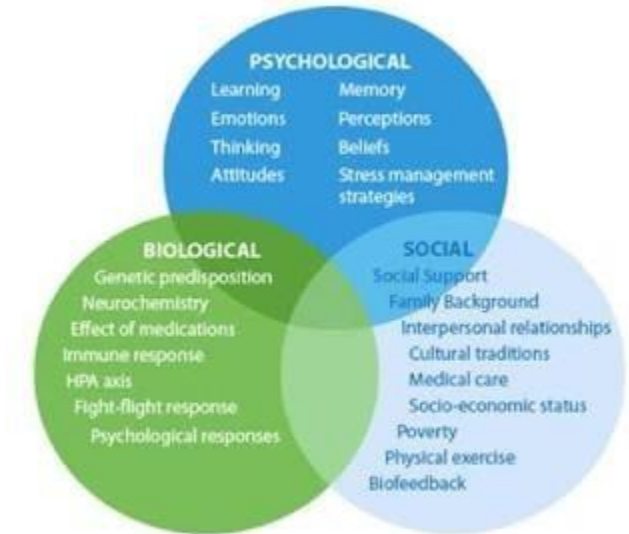 PSYCHOLOGICAL
Learning
Emotions
Thinking
Attitudes
Memory
Perceptions
Beliefs
Stress management
strategies
BIOLOGICAL
Genetic predisposition
Neurochemistry
Effect of medications
Immune response
HPA axis
Fight-flight response
Psychological responses
SOCIAL
Social Support
Family Background
Interpersonal relationships
Cultural traditions
Medical care
Socio-economic status
Poverty
Physical exercise
Biofeedback